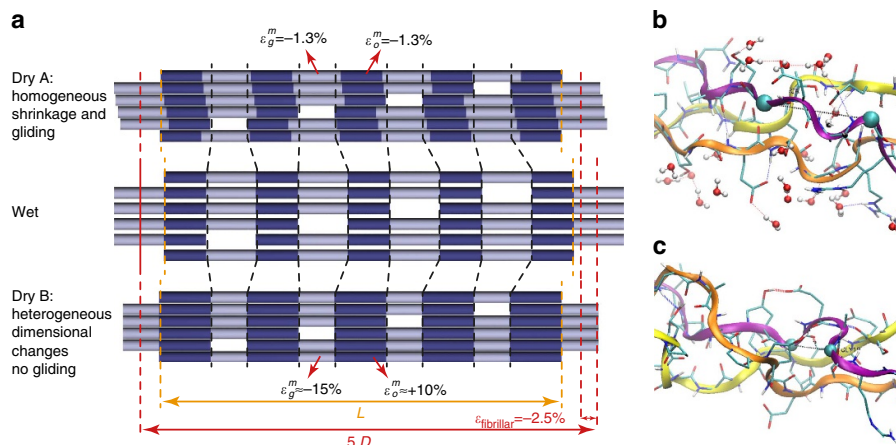 a
ε_g^m=−1.3%
ε_o^m=−1.3%
Dry A:
homogeneous
shrinkage and
gliding
Wet
Dry B:
heterogeneous
dimensional
changes
no gliding
ε_g^m≈−15%
ε_o^m≈+10%
L
ε_fibrillar=−2.5%
5 D
b
c